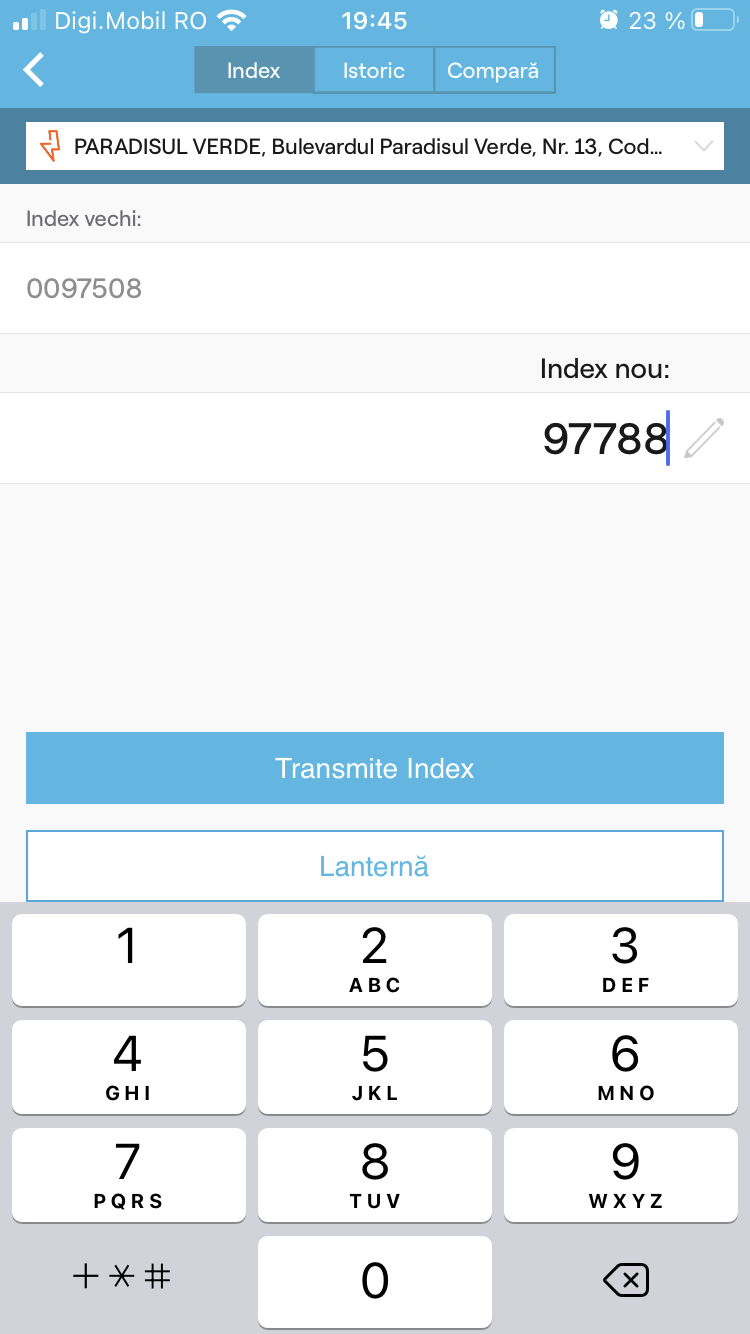 Digi.Mobil RO 19:45 23 %
Index Istoric Compară
PARADISUL VERDE, Bulevardul Paradisul Verde, Nr. 13, Cod...
Index vechi:
0097508
Index nou:
97788
Transmite Index
Lanternă
1 2 3
ABC DEF
4 5 6
GHI JKL MNO
7 8 9
PQRS TUV WXYZ
+ * # 0